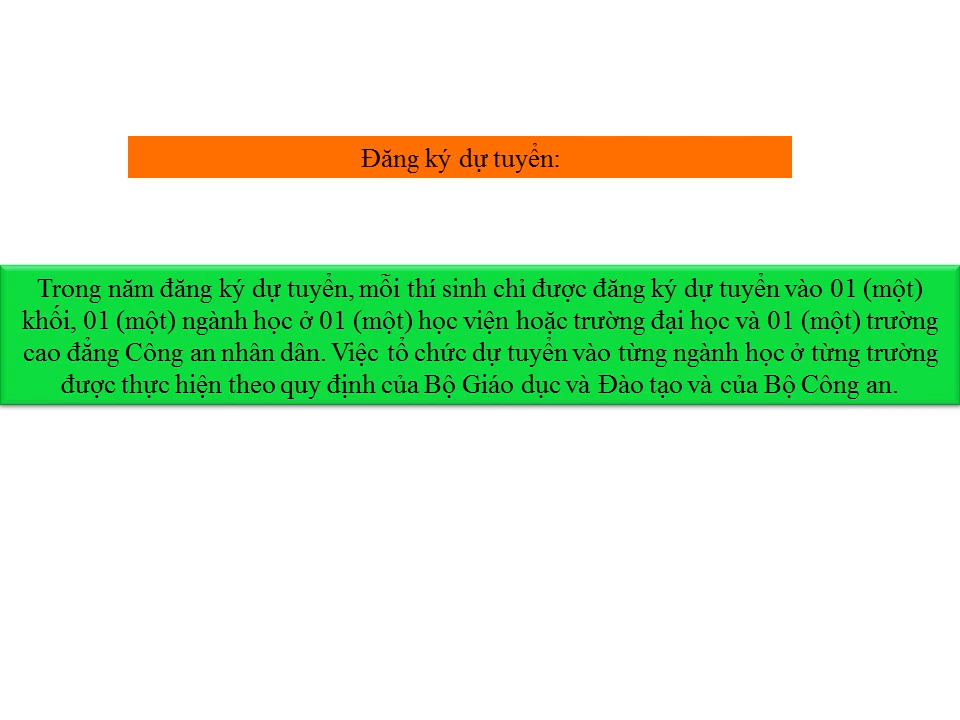 Đăng ký dự tuyển:
Trong năm đăng ký dự tuyển, mỗi thí sinh chỉ được đăng ký dự tuyển vào 01 (một)
khối, 01 (một) ngành học ở 01 (một) học viện hoặc trường đại học và 01 (một) trường
cao đẳng Công an nhân dân. Việc tổ chức dự tuyển vào từng ngành học ở từng trường
được thực hiện theo quy định của Bộ Giáo dục và Đào tạo và của Bộ Công an.